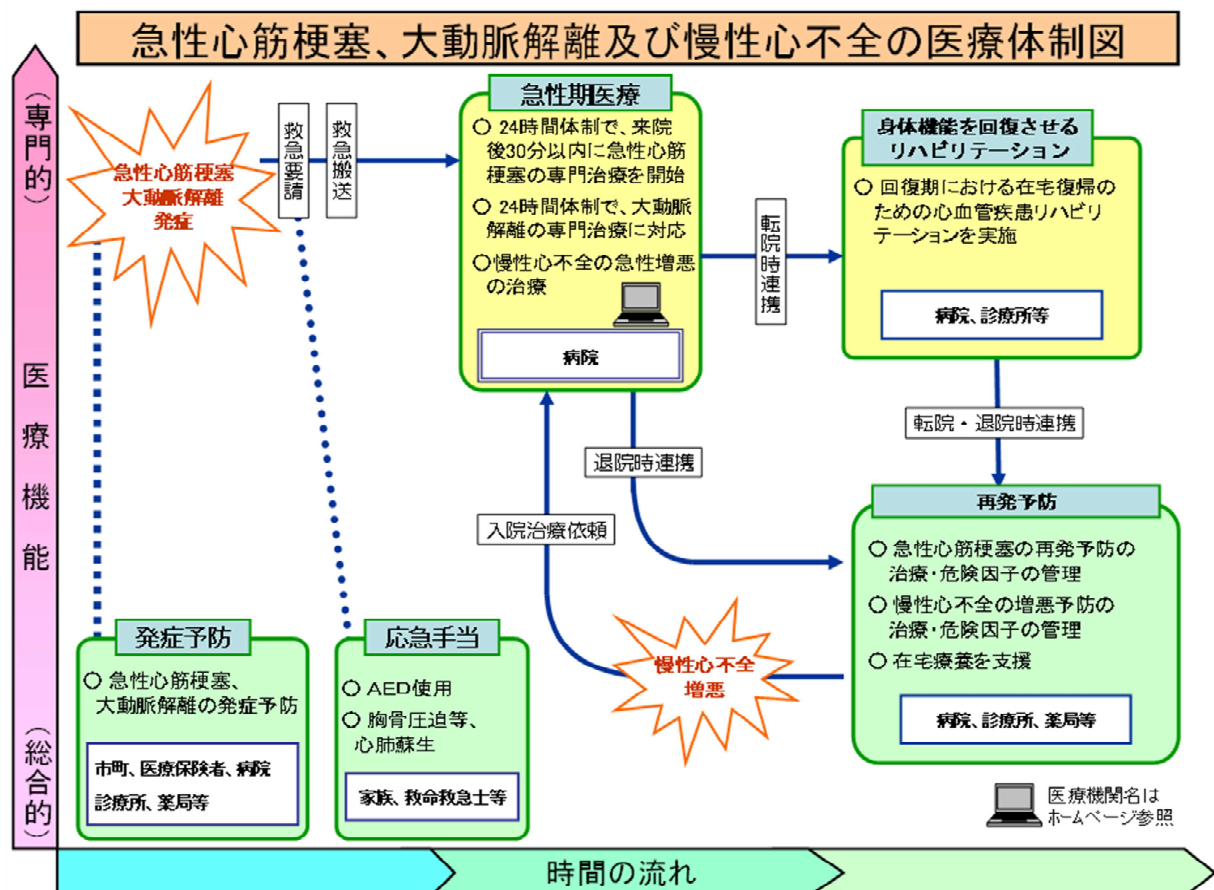 急性心筋梗塞、大動脈解離及び慢性心不全の医療体制図
(専門的)
医療機能
(総合的)
急性心筋梗塞
大動脈解離
発症
救急要請
救急搬送
急性期医療
○ 24時間体制で、来院
後30分以内に急性心筋
梗塞の専門治療を開始
○ 24時間体制で、大動脈
解離の専門治療に対応
○慢性心不全の急性増悪
の治療
病院
転院時連携
身体機能を回復させる
リハビリテーション
○ 回復期における在宅復帰の
ための心血管疾患リハビリ
テーションを実施
病院、診療所等
転院・退院時連携
退院時連携
入院治療依頼
再発予防
○ 急性心筋梗塞の再発予防の
治療・危険因子の管理
○ 慢性心不全の増悪予防の
治療・危険因子の管理
○ 在宅療養を支援
病院、診療所、薬局等
慢性心不全
増悪
発症予防
○ 急性心筋梗塞、
大動脈解離の発症予防
市町、医療保険者、病院
診療所、薬局等
応急手当
○ AED使用
○ 胸骨圧迫等、
心肺蘇生
家族、救命救急士等
医療機関名は
ホームページ参照
時間の流れ